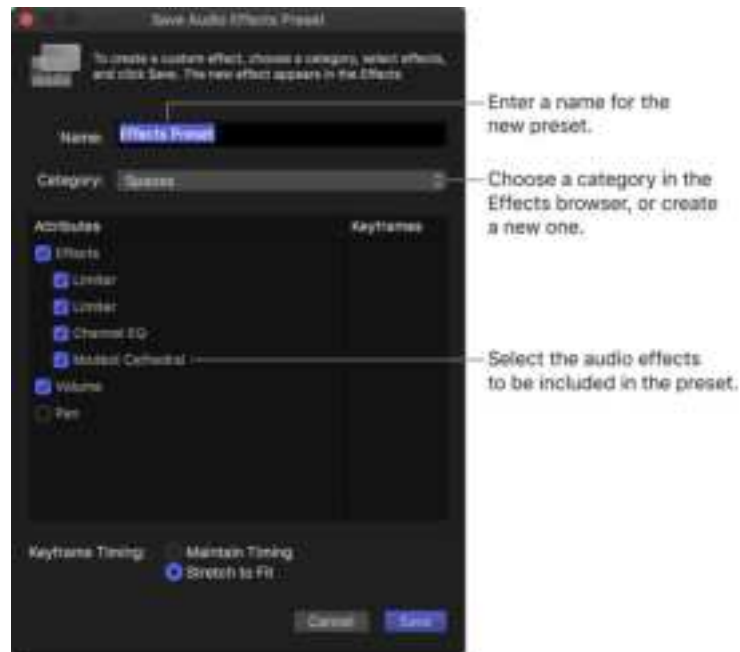 Save Audio Effects Preset
To create a custom effect, choose a category, select effects,
and click Save. The new effect appears in the Effects
Enter a name for the
new preset.
Name: Effects Preset
Category: Spaces
Choose a category in the
Effects browser, or create
a new one.
Attributes Keyframes
Effects
Limiter
Limiter
Channel EQ
Cathedral
Select the audio effects
to be included in the preset.
Volume
Pan
Keyframe Timing: Maintain Timing
Stretch to Fit
Cancel Save